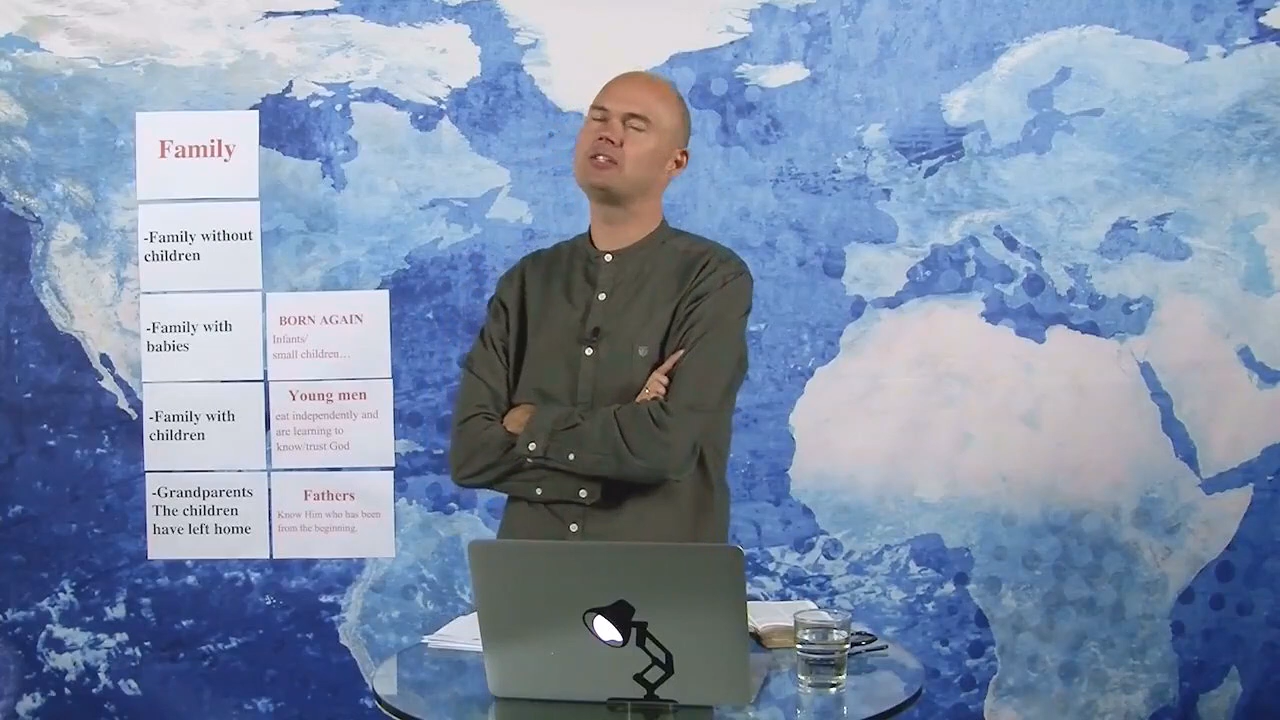 Family
-Family without
children
-Family with
babies
BORN AGAIN
Infants/
small children…
-Family with
children
Young men
eat independently and
are learning to
know/trust God
-Grandparents
The children
have left home
Fathers
Know Him who has been
from the beginning.